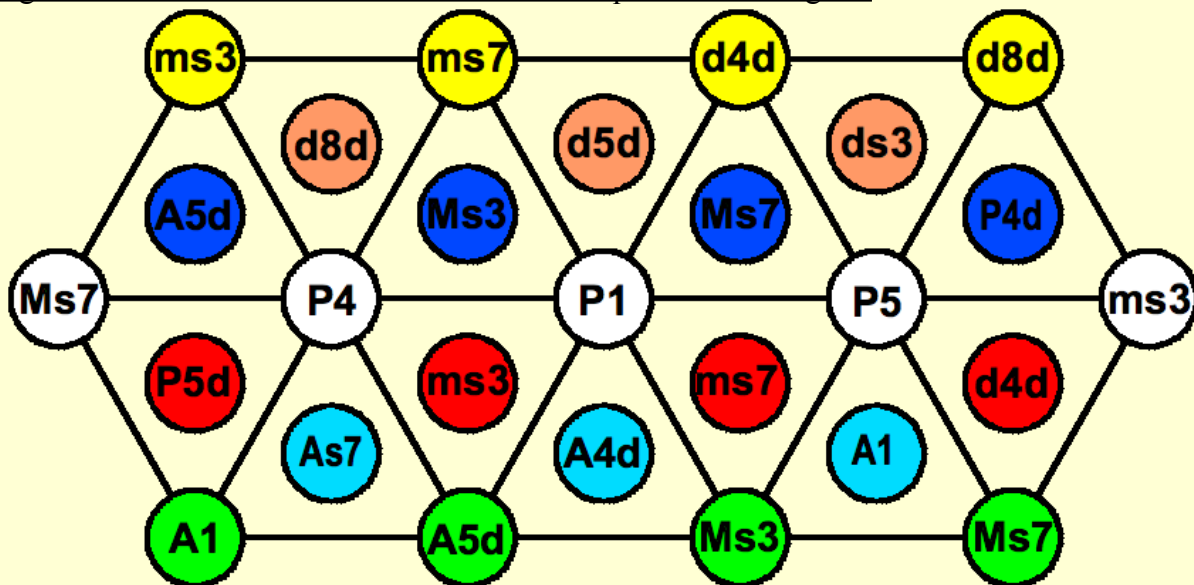 ms3 ms7 d4d d8d
d8d d5d ds3
A5d Ms3 Ms7 P4d
Ms7 P4 P1 P5 ms3
P5d ms3 ms7 d4d
As7 A4d A1
A1 A5d Ms3 Ms7